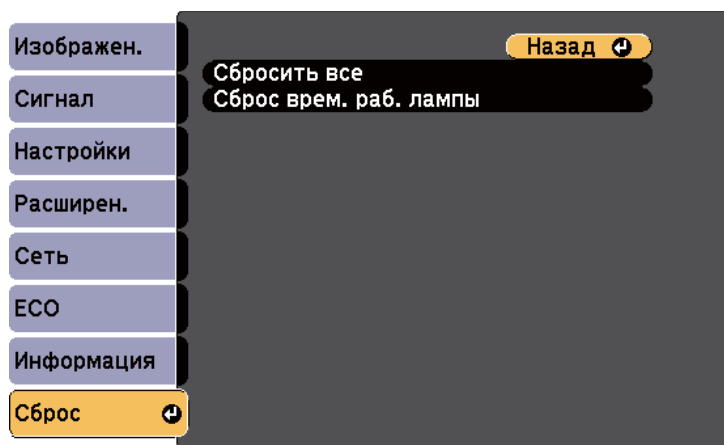 Изображен.
Сигнал
Настройки
Расширен.
Сеть
ECO
Информация
Сброс
Назад
Сбросить все
Сброс врем. раб. лампы